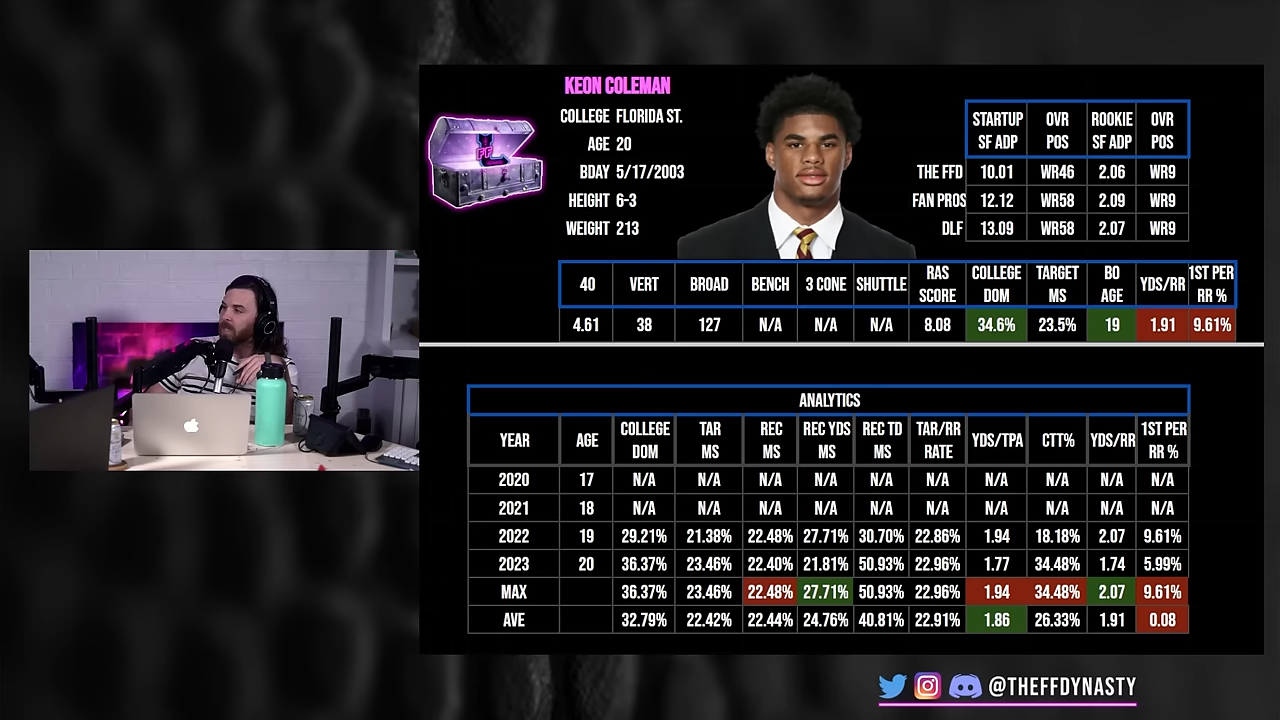 KEON COLEMAN
COLLEGE FLORIDA ST.
AGE 20
BDAY 5/17/2003
HEIGHT 6-3
WEIGHT 213
FF
STARTUP SF ADP OVR POS ROOKIE SF ADP OVR POS
THE FFD 10.01 WR46 2.06 WR9
FAN PROS 12.12 WR58 2.09 WR9
DLF 13.09 WR58 2.07 WR9
40 VERT BROAD BENCH 3 CONE SHUTTLE RAS SCORE COLLEGE DOM TARGET MS BO AGE YDS/RR 1ST PER RR %
4.61 38 127 N/A N/A N/A 8.08 34.6% 23.5% 19 1.91 9.61%
ANALYTICS
YEAR AGE COLLEGE DOM TAR MS REC MS REC YDS MS REC TD MS TAR/RR RATE YDS/TPA CTT% YDS/RR 1ST PER RR %
2020 17 N/A N/A N/A N/A N/A N/A N/A N/A N/A N/A
2021 18 N/A N/A N/A N/A N/A N/A N/A N/A N/A N/A
2022 19 29.21% 21.38% 22.48% 27.71% 30.70% 22.86% 1.94 18.18% 2.07 9.61%
2023 20 36.37% 23.46% 22.40% 21.81% 50.93% 22.96% 1.77 34.48% 1.74 5.99%
MAX 36.37% 23.46% 22.48% 27.71% 50.93% 22.96% 1.94 34.48% 2.07 9.61%
AVE 32.79% 22.42% 22.44% 24.76% 40.81% 22.91% 1.86 26.33% 1.91 0.08
@THEFFDYNASTY